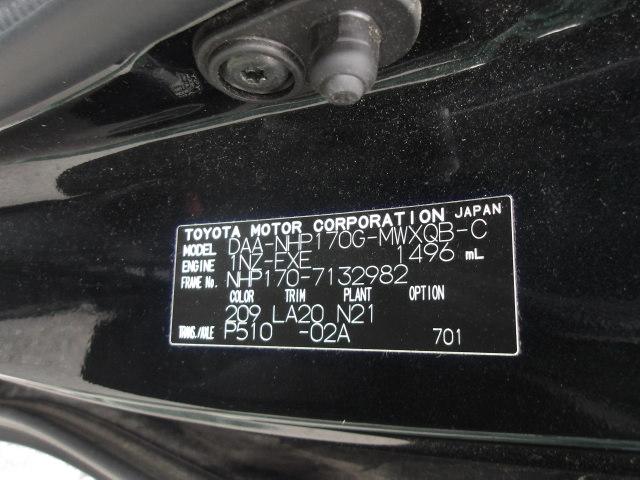 TOYOTA MOTOR CORPORATION JAPAN
MODEL DAA-NHP170G-MWXQB-C
ENGINE 1NZ-FXE 1496 mL
FRAME No. NHP170-7132982
COLOR TRIM PLANT OPTION
209 LA20 N21
TRANS./AXLE P510 -02A 701